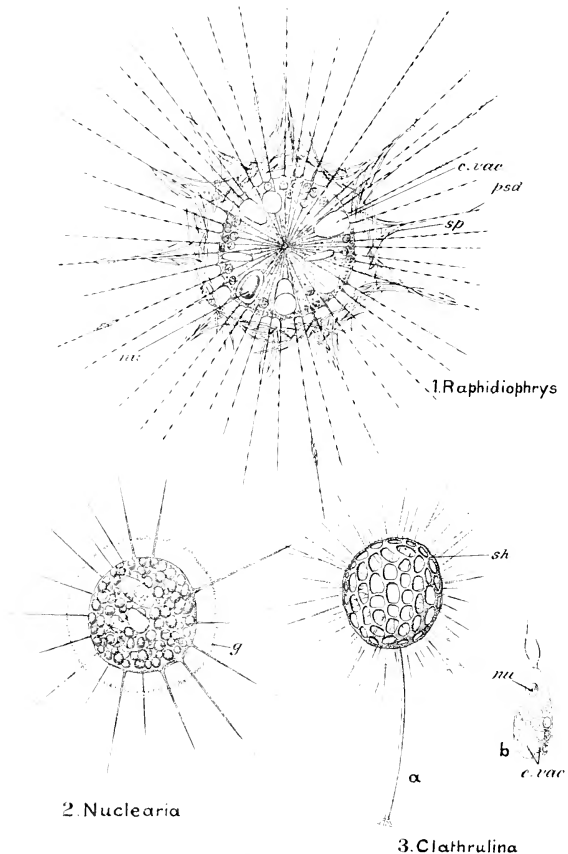 c.vac
psd
sp
nu.
1.Raphidiophrys
sh
g
nu
b
c.vac
a
2.Nuclearia
3.Clathrulina